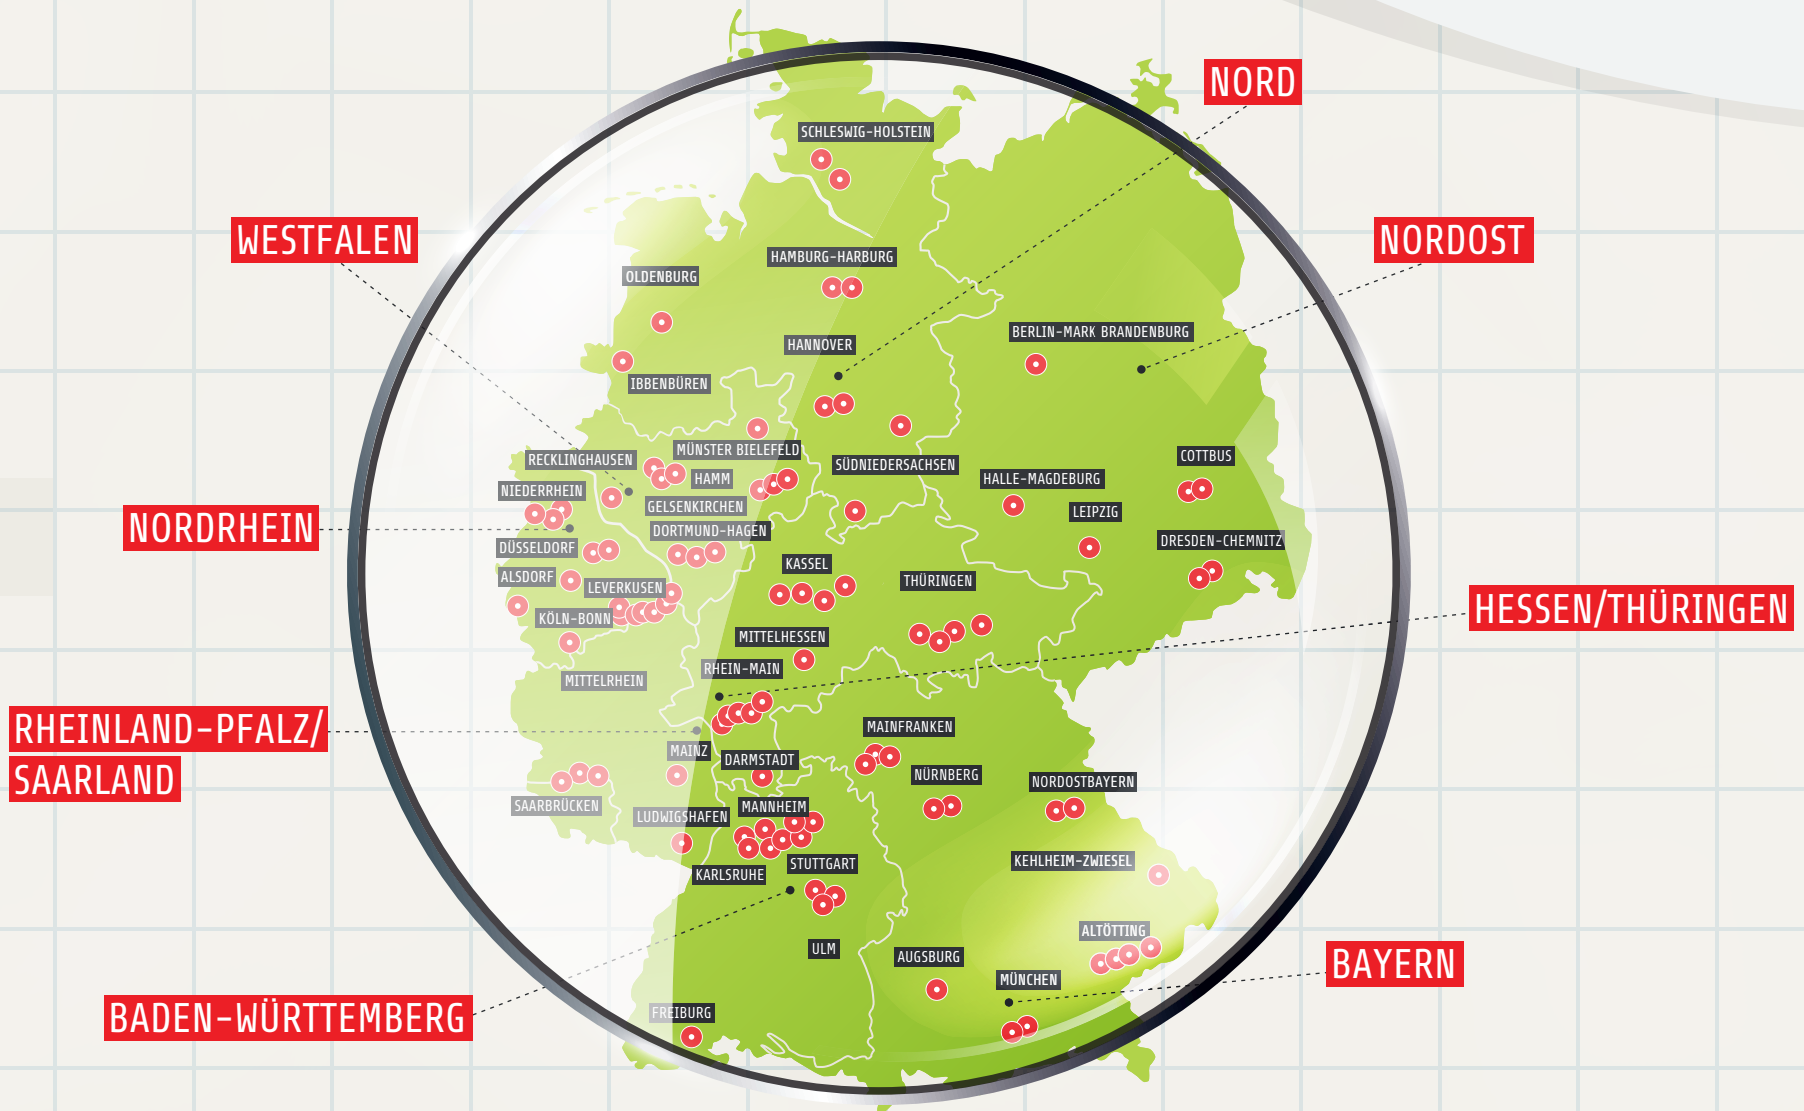 NORD
SCHLESWIG-HOLSTEIN
WESTFALEN
NORDOST
HAMBURG-HARBURG
OLDENBURG
BERLIN-MARK BRANDENBURG
HANNOVER
IBBENBÜREN
MÜNSTER BIELEFELD
RECKLINGHAUSEN
COTTBUS
SÜDNIEDERSACHSEN
HAMM
HALLE-MAGDEBURG
NIEDERRHEIN
GELSENKIRCHEN
LEIPZIG
NORDRHEIN
DORTMUND-HAGEN
DRESDEN-CHEMNITZ
DÜSSELDORF
KASSEL
ALSDORF
THÜRINGEN
LEVERKUSEN
HESSEN/THÜRINGEN
KÖLN-BONN
MITTELHESSEN
RHEIN-MAIN
MITTELRHEIN
RHEINLAND-PFALZ/
SAARLAND
MAINFRANKEN
MAINZ
DARMSTADT
NÜRNBERG
NORDOSTBAYERN
SAARBRÜCKEN
MANNHEIM
LUDWIGSHAFEN
KEHLHEIM-ZWIESEL
STUTTGART
KARLSRUHE
ALTÖTTING
ULM
AUGSBURG
BAYERN
MÜNCHEN
FREIBURG
BADEN-WÜRTTEMBERG